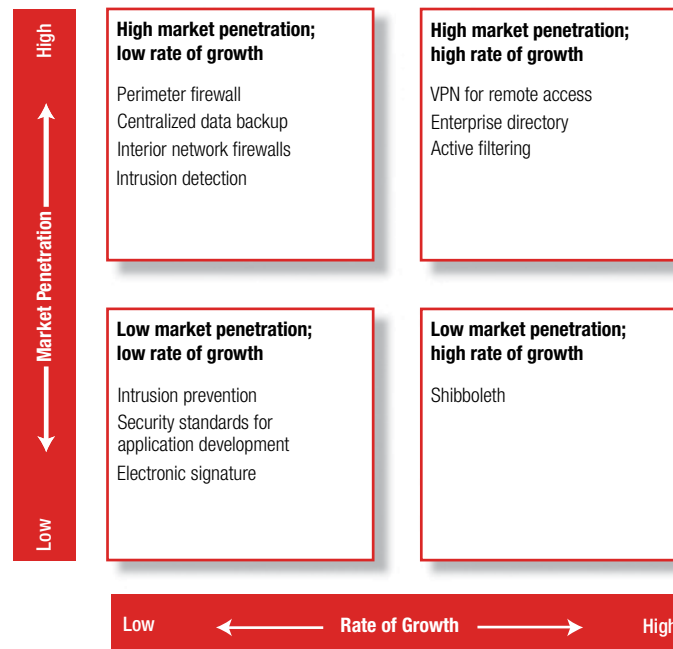 High
Market Penetration
Low
High market penetration;
low rate of growth
Perimeter firewall
Centralized data backup
Interior network firewalls
Intrusion detection
High market penetration;
high rate of growth
VPN for remote access
Enterprise directory
Active filtering
Low market penetration;
low rate of growth
Intrusion prevention
Security standards for
application development
Electronic signature
Low market penetration;
high rate of growth
Shibboleth
Low
Rate of Growth
High